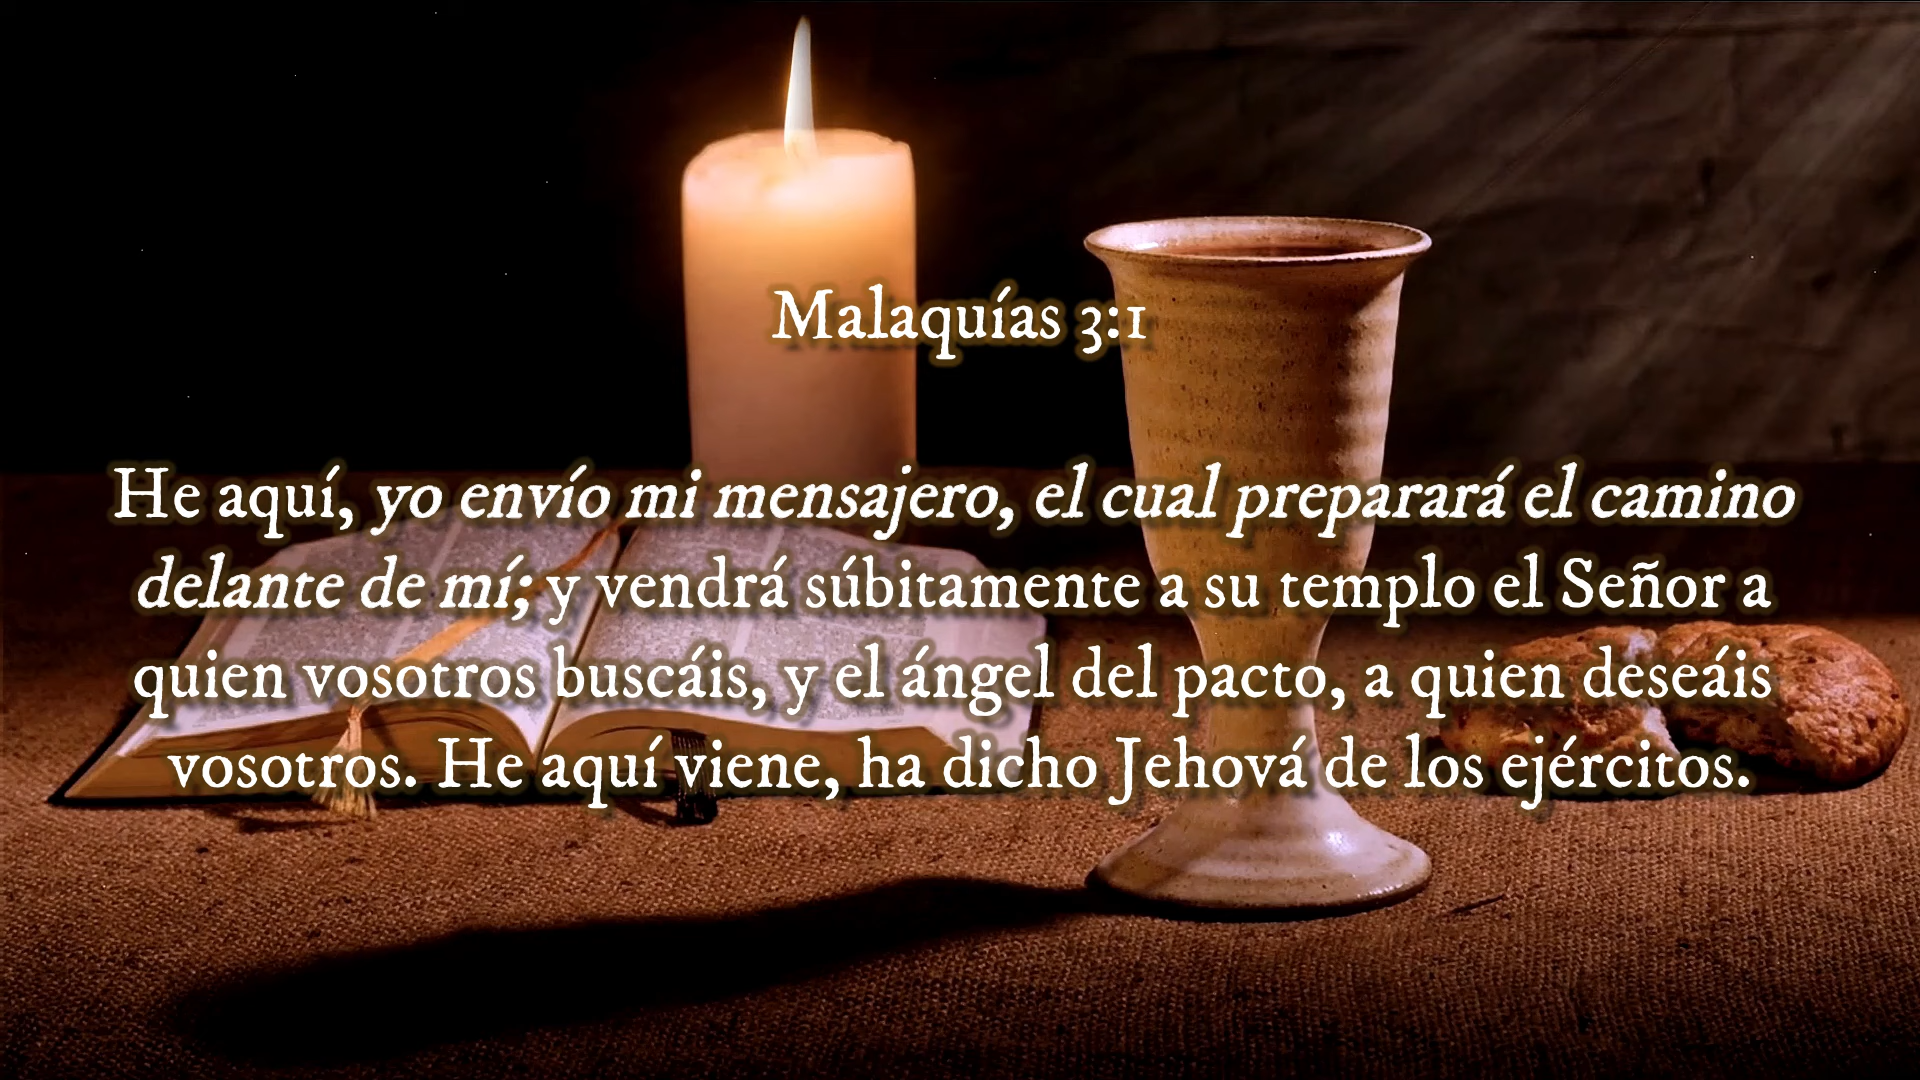 Malaquías 3:1
He aquí, yo envío mi mensajero, el cual preparará el camino
delante de mí; y vendrá súbitamente a su templo el Señor a
quien vosotros buscáis, y el ángel del pacto, a quien deseáis
vosotros. He aquí viene, ha dicho Jehová de los ejércitos.